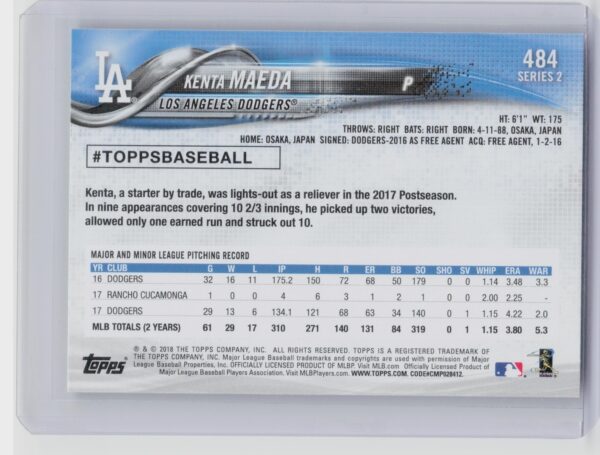 LA
KENTA MAEDA
P
484
SERIES 2
LOS ANGELES DODGERS®
HT: 6'1" WT: 175
THROWS: RIGHT BATS: RIGHT BORN: 4-11-88, OSAKA, JAPAN
HOME: OSAKA, JAPAN SIGNED: DODGERS-2016 AS FREE AGENT ACQ: FREE AGENT, 1-2-16
#TOPPSBASEBALL
Kenta, a starter by trade, was lights-out as a reliever in the 2017 Postseason.
In nine appearances covering 10 2/3 innings, he picked up two victories,
allowed only one earned run and struck out 10.
MAJOR AND MINOR LEAGUE PITCHING RECORD
YR CLUB G W L IP H R ER BB SO SHO SV WHIP ERA WAR
16 DODGERS 32 16 11 175.2 150 72 68 50 179 0 0 1.14 3.48 3.3
17 RANCHO CUCAMONGA 1 0 0 4 6 3 1 2 1 - 0 2.00 2.25 -
17 DODGERS 29 13 6 134.1 121 68 63 34 140 0 1 1.15 4.22 2.0
MLB TOTALS (2 YEARS) 61 29 17 310 271 140 131 84 319 0 1 1.15 3.80 5.3
® & © 2018 THE TOPPS COMPANY, INC. ALL RIGHTS RESERVED. TOPPS IS A REGISTERED TRADEMARK OF
THE TOPPS COMPANY, INC. Major League Baseball trademarks and copyrights are used with permission of Major
League Baseball Properties, Inc. OFFICIALLY LICENSED PRODUCT OF MLBP. Visit MLB.com Officially Licensed Product of
Major League Baseball Players Association. Visit MLBPlayers.com. WWW.TOPPS.COM. CODE#CMP028412.
topps